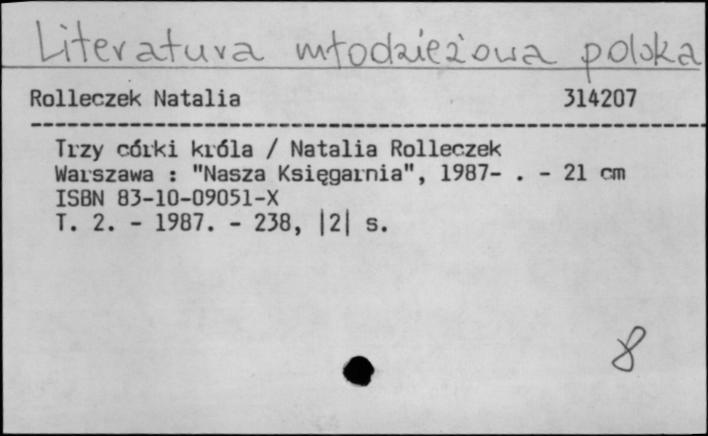 Literatura młodzieżowa polska
Rolleczek Natalia 314207
Trzy córki króla / Natalia Rolleczek
Warszawa : "Nasza Księgarnia", 1987- . - 21 cm
ISBN 83-10-09051-X
T. 2. - 1987. - 238, |2| s.
8